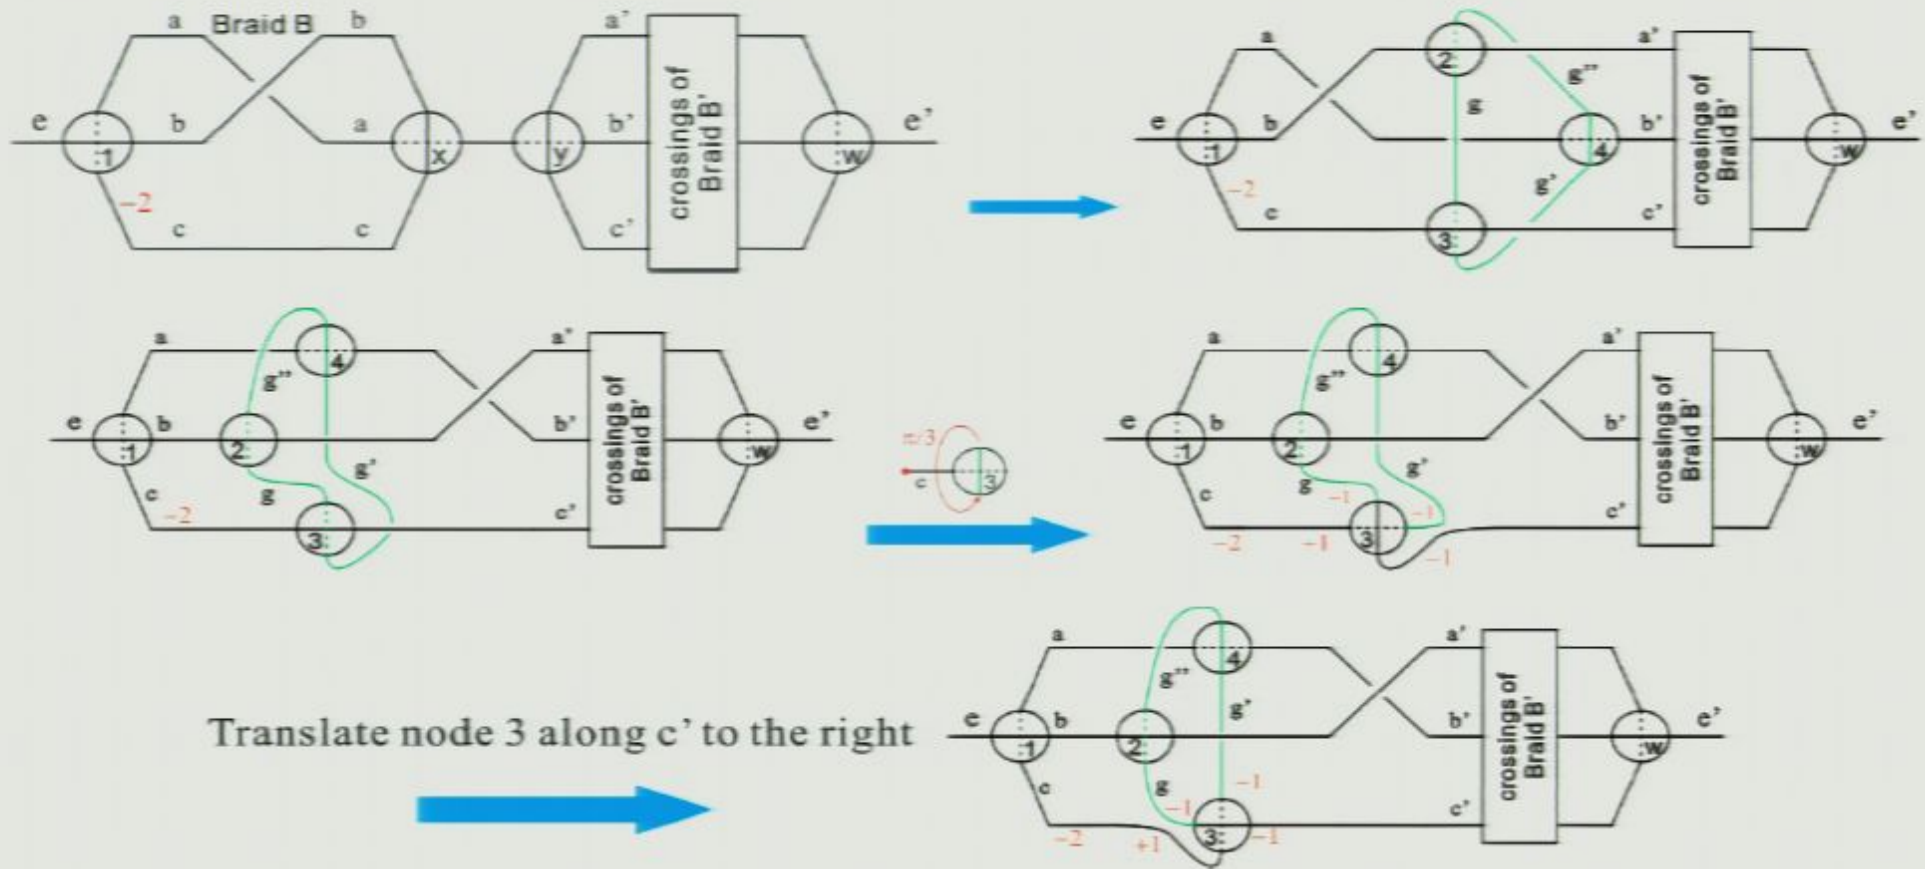 a Braid B b a'
e b a b' e'
1 x y w
-2
c c c'
crossings of
Braid B'
a 2 g'' a'
g
e b 4 b' e'
1 w
-2 g'
c 3 c'
crossings of
Braid B'
a 4 a'
g''
e b b' e'
1 2 w
c g g'
-2 c'
3
crossings of
Braid B'
π/3
c 3
a 4 a'
g''
e b b' e'
1 2 w
c g -1 g' -1 c'
3
-2 -1 -1
crossings of
Braid B'
a 4 a'
g''
g'
e b b' e'
1 2 w
c g -1 -1 c'
-2 +1 3 -1
crossings of
Braid B'
Translate node 3 along c' to the right